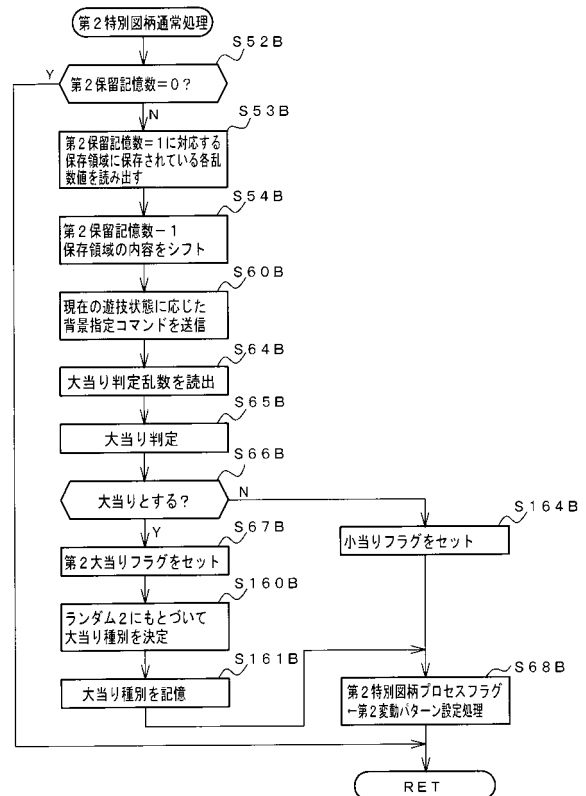 第2特別図柄通常処理
S52B
Y
第2保留記憶数=0?
N
S53B
第2保留記憶数=1に対応する
保存領域に保存されている各乱
数値を読み出す
S54B
第2保留記憶数-1
保存領域の内容をシフト
S60B
現在の遊技状態に応じた
背景指定コマンドを送信
S64B
大当り判定乱数を読出
S65B
大当り判定
S66B
大当りとする?
N
Y
S164B
小当りフラグをセット
S67B
第2大当りフラグをセット
S160B
ランダム2にもとづいて
大当り種別を決定
S161B
大当り種別を記憶
S68B
第2特別図柄プロセスフラグ
←第2変動パターン設定処理
RET